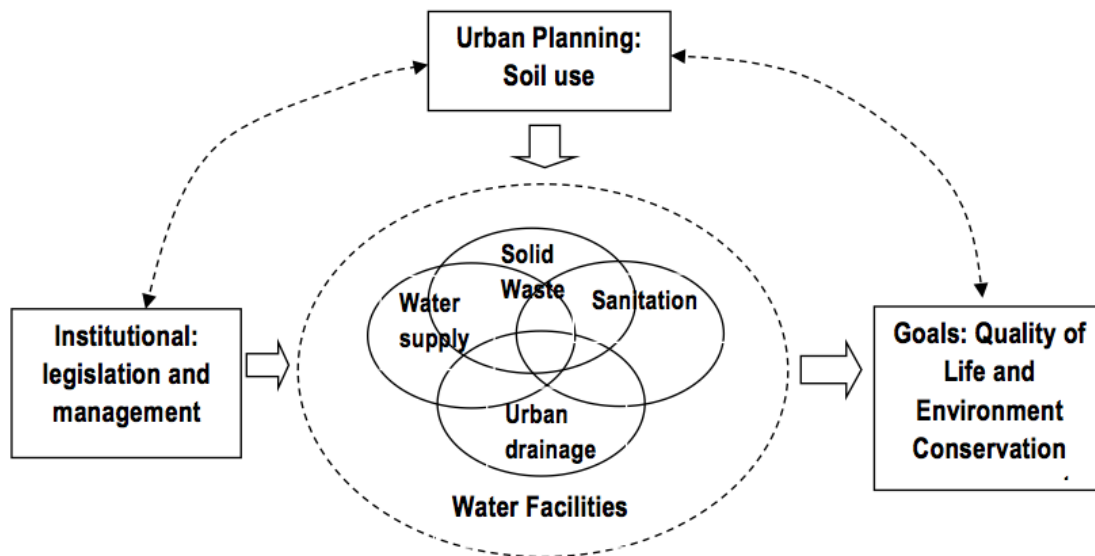 Urban Planning:
Soil use
Solid
Waste
Water
supply
Sanitation
Urban
drainage
Water Facilities
Institutional:
legislation and
management
Goals: Quality of
Life and
Environment
Conservation